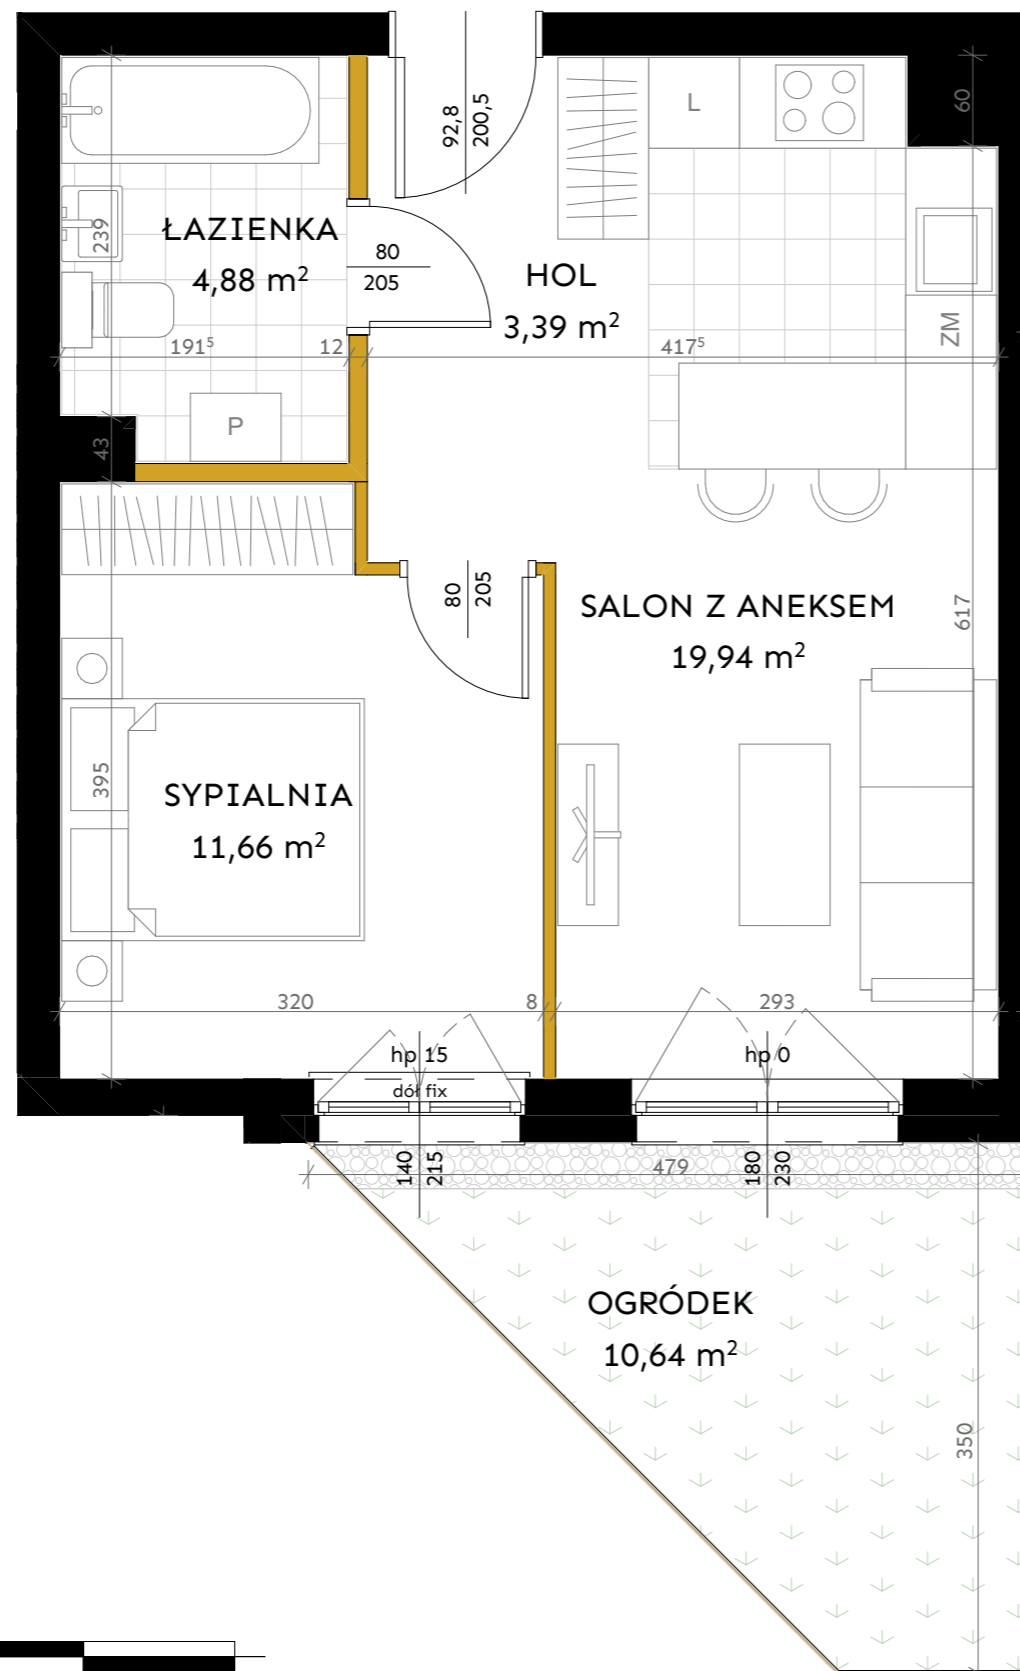 92,8
200,5
L
60
ŁAZIENKA
4,88 m²
239
80
205
HOL
3,39 m²
ZM
191⁵
12
417⁵
P
43
80
205
SALON Z ANEKSEM
19,94 m²
617
395
SYPIALNIA
11,66 m²
320
8
293
hp 15
hp 0
dół fix
140
215
479
180
230
OGRÓDEK
10,64 m²
350